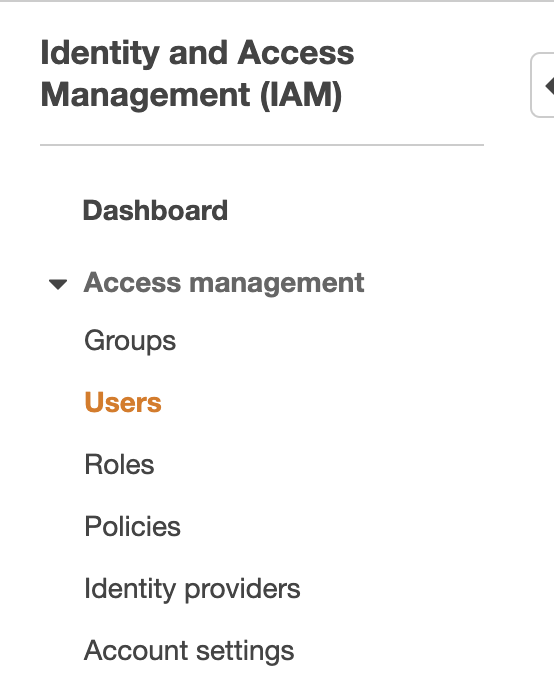 Identity and Access
Management (IAM)
Dashboard
Access management
Groups
Users
Roles
Policies
Identity providers
Account settings